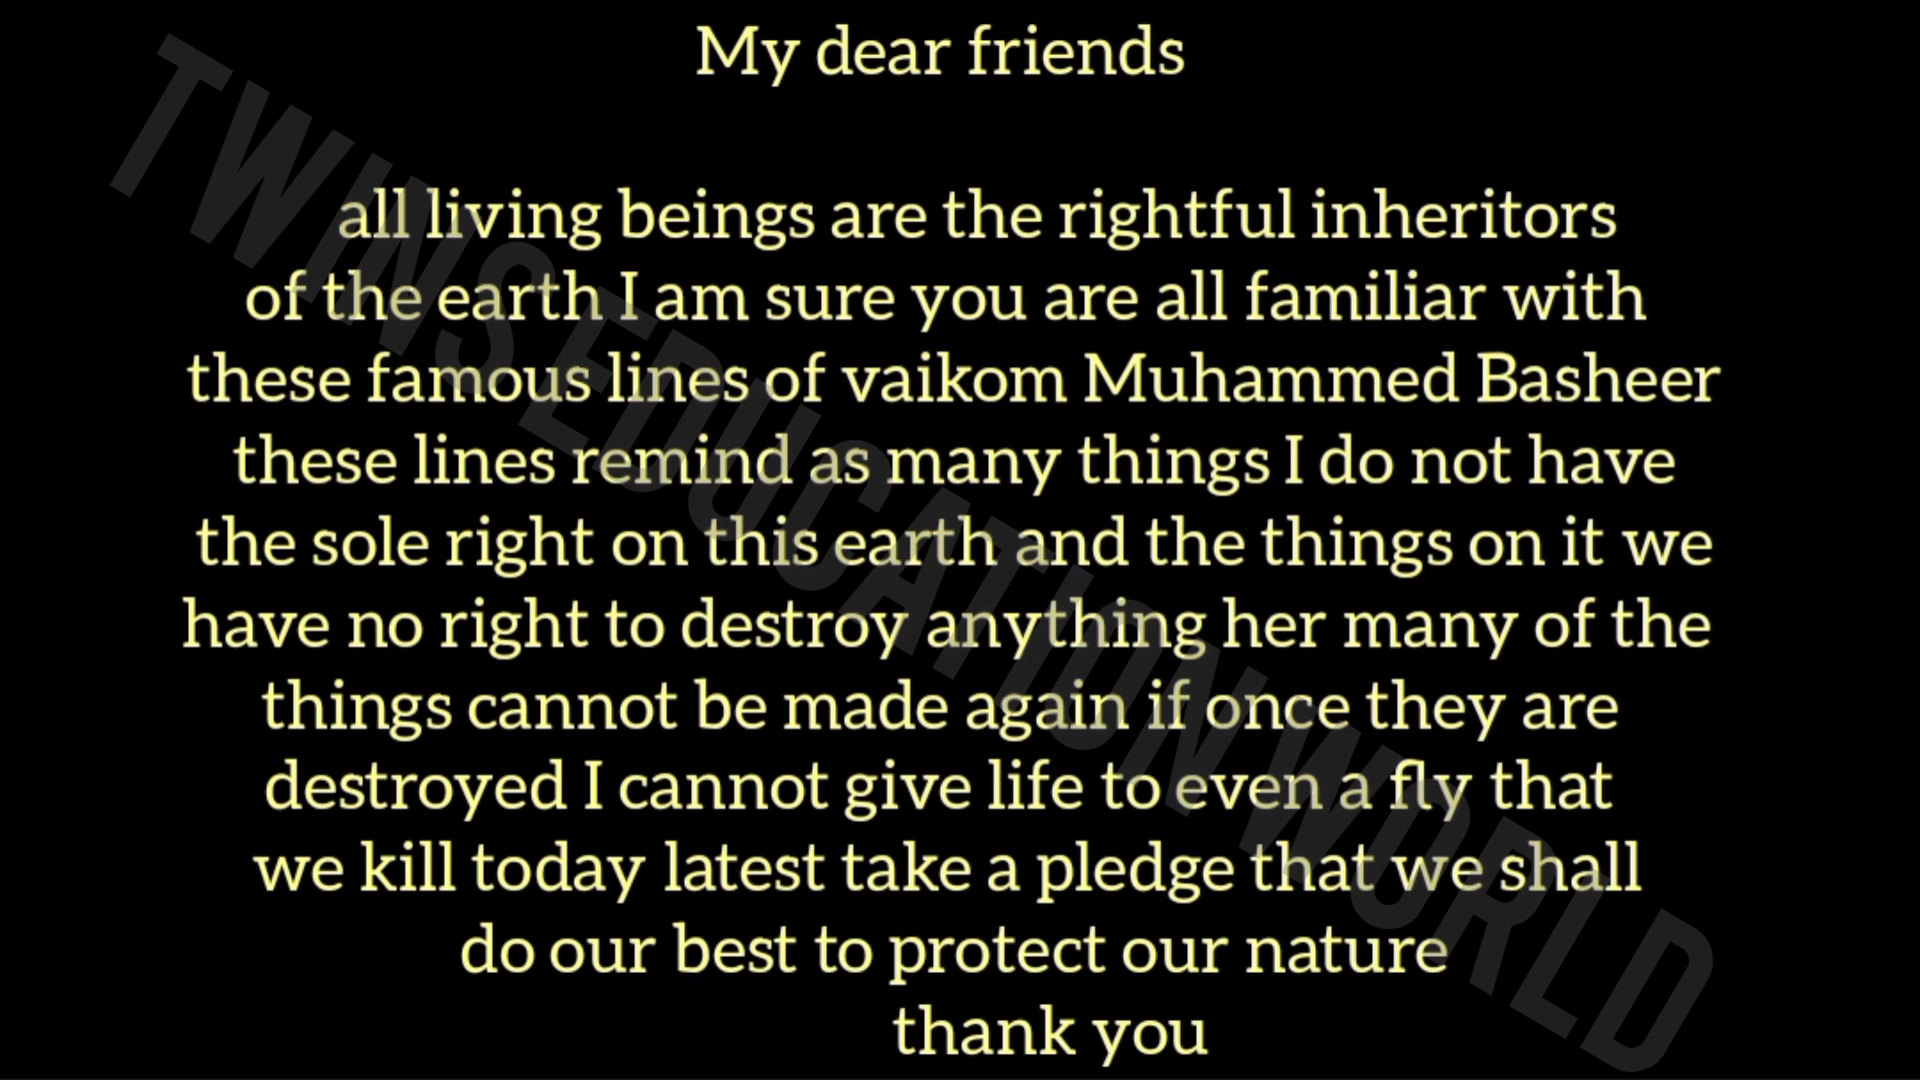 My dear friends
all living beings are the rightful inheritors
of the earth I am sure you are all familiar with
these famous lines of vaikom Muhammed Basheer
these lines remind as many things I do not have
the sole right on this earth and the things on it we
have no right to destroy anything her many of the
things cannot be made again if once they are
destroyed I cannot give life to even a fly that
we kill today latest take a pledge that we shall
do our best to protect our nature
thank you
TWINS EDUCATION WORLD